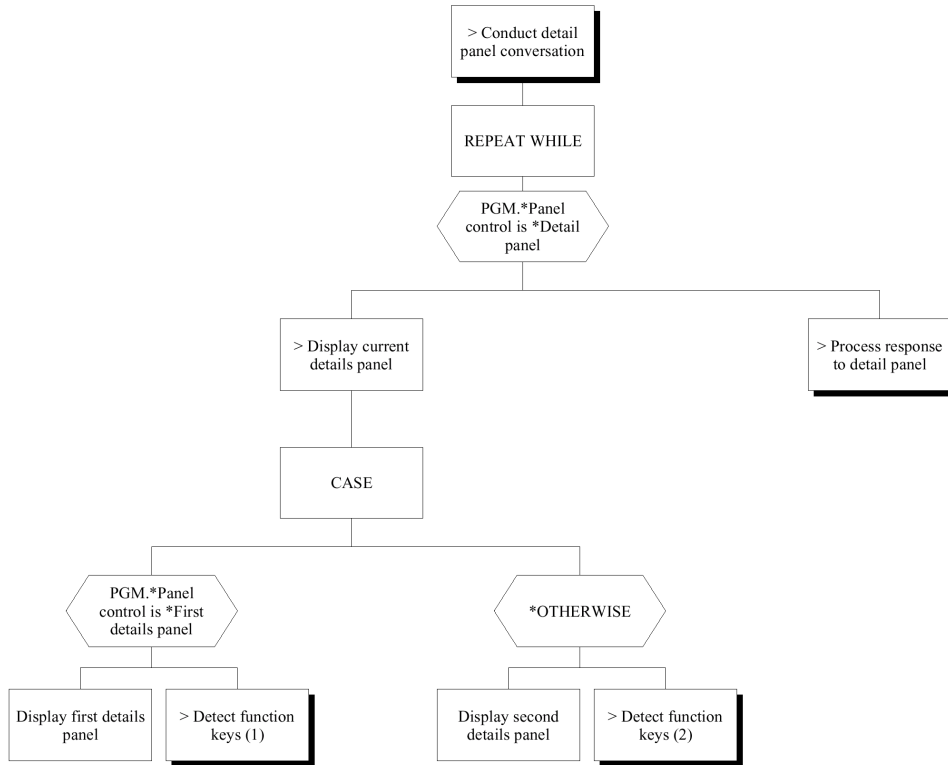 > Conduct detail
panel conversation
REPEAT WHILE
PGM.*Panel
control is *Detail
panel
> Display current
details panel
> Process response
to detail panel
CASE
PGM.*Panel
control is *First
details panel
*OTHERWISE
Display first details
panel
> Detect function
keys (1)
Display second
details panel
> Detect function
keys (2)